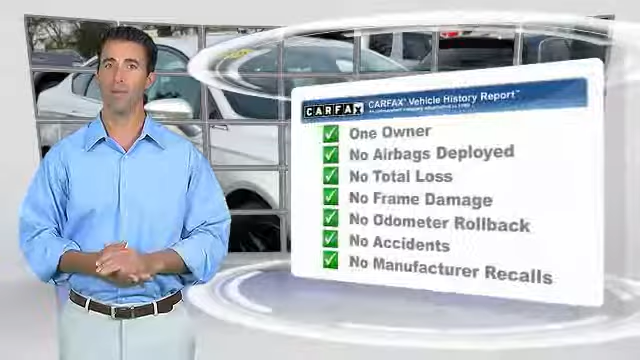 CARFAX CARFAX® Vehicle History Report™
One Owner
No Airbags Deployed
No Total Loss
No Frame Damage
No Odometer Rollback
No Accidents
No Manufacturer Recalls